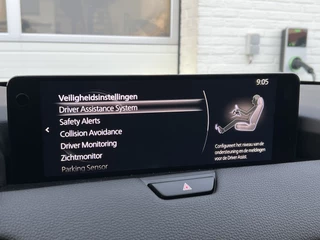 9:05
Veiligheidsinstellingen
Driver Assistance System
Safety Alerts
Collision Avoidance
Driver Monitoring
Zichtmonitor
Parking Sensor
Configureert het niveau van de
ondersteuning en de meldingen
voor de Driver Assist.